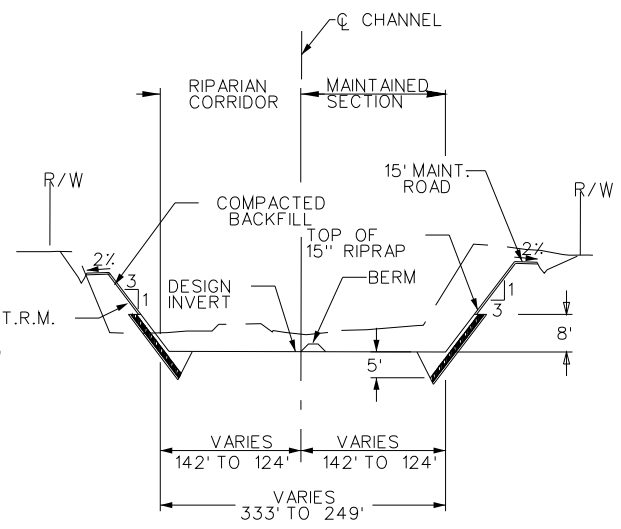 ℄ CHANNEL
RIPARIAN
CORRIDOR
MAINTAINED
SECTION
15' MAINT.
ROAD
R/W
R/W
COMPACTED
BACKFILL
TOP OF
15" RIPRAP
2%
2%
3
1
DESIGN
INVERT
BERM
1
3
T.R.M.
8'
5'
VARIES
142' TO 124'
VARIES
142' TO 124'
VARIES
333' TO 249'